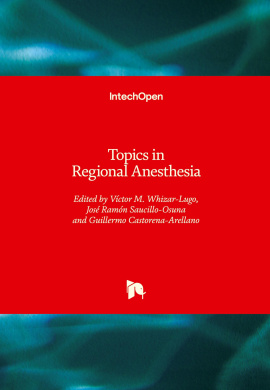 IntechOpen
Topics in
Regional Anesthesia
Edited by Víctor M. Whizar-Lugo,
José Ramón Saucillo-Osuna
and Guillermo Castorena-Arellano